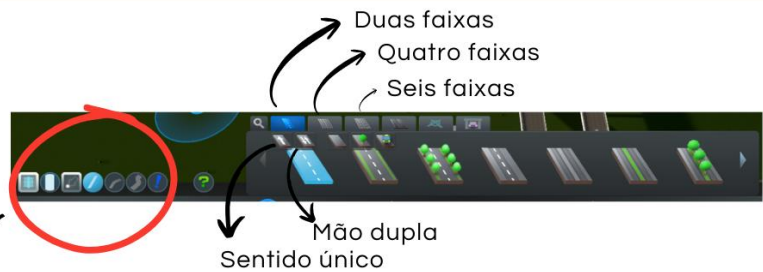 Duas faixas
Quatro faixas
Seis faixas
?
Mão dupla
Sentido único